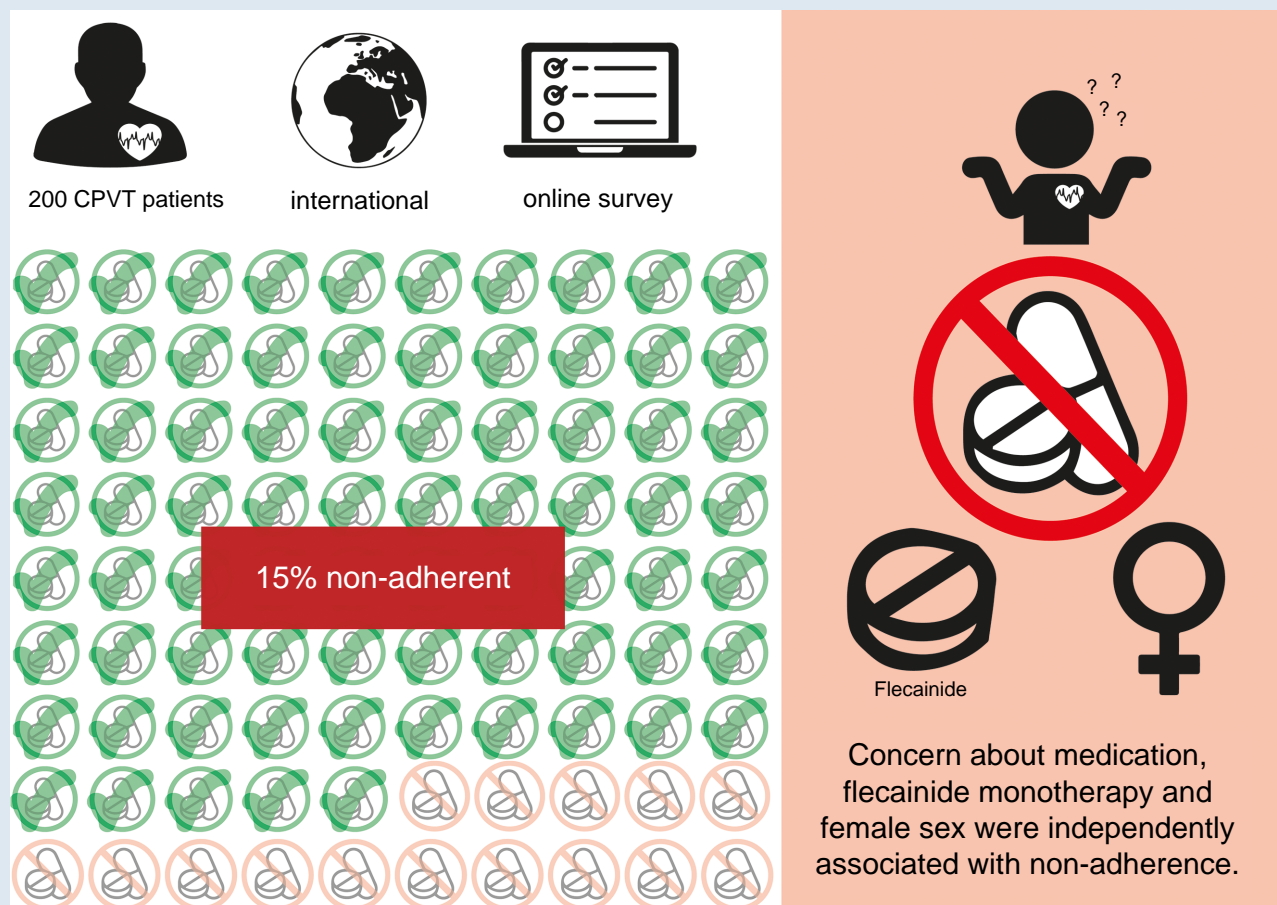 200 CPVT patients
international
online survey
? ?
? ?
15% non-adherent
Flecainide
Concern about medication,
flecainide monotherapy and
female sex were independently
associated with non-adherence.